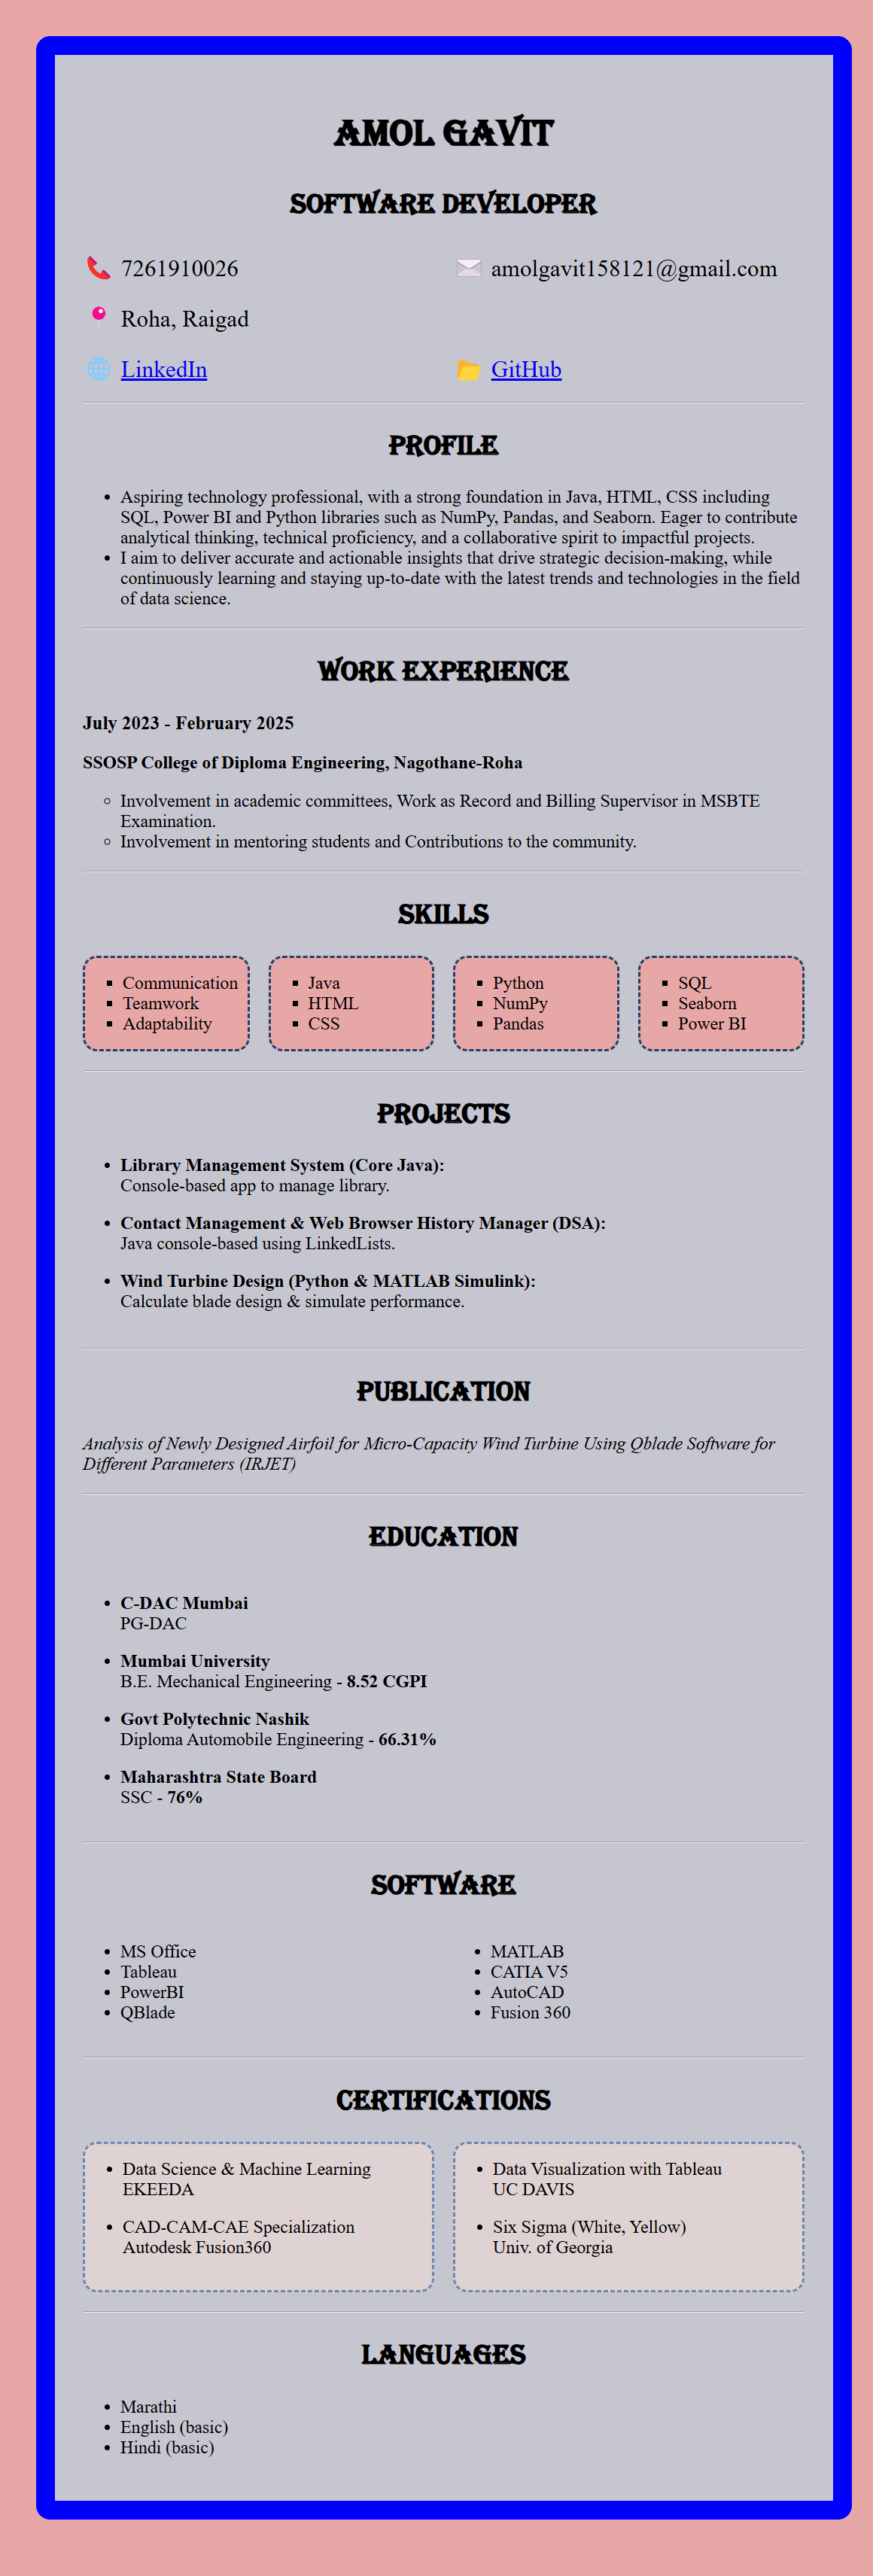 AMOL GAVIT
SOFTWARE DEVELOPER
7261910026
amolgavit158121@gmail.com
Roha, Raigad
LinkedIn
GitHub
PROFILE
• Aspiring technology professional, with a strong foundation in Java, HTML, CSS including
SQL, Power BI and Python libraries such as NumPy, Pandas, and Seaborn. Eager to contribute
analytical thinking, technical proficiency, and a collaborative spirit to impactful projects.
• I aim to deliver accurate and actionable insights that drive strategic decision-making, while
continuously learning and staying up-to-date with the latest trends and technologies in the field
of data science.
WORK EXPERIENCE
July 2023 - February 2025
SSOSP College of Diploma Engineering, Nagothane-Roha
◦ Involvement in academic committees, Work as Record and Billing Supervisor in MSBTE
Examination.
◦ Involvement in mentoring students and Contributions to the community.
SKILLS
▪ Communication
▪ Teamwork
▪ Adaptability
▪ Java
▪ HTML
▪ CSS
▪ Python
▪ NumPy
▪ Pandas
▪ SQL
▪ Seaborn
▪ Power BI
PROJECTS
• Library Management System (Core Java):
Console-based app to manage library.
• Contact Management & Web Browser History Manager (DSA):
Java console-based using LinkedLists.
• Wind Turbine Design (Python & MATLAB Simulink):
Calculate blade design & simulate performance.
PUBLICATION
Analysis of Newly Designed Airfoil for Micro-Capacity Wind Turbine Using Qblade Software for
Different Parameters (IRJET)
EDUCATION
• C-DAC Mumbai
PG-DAC
• Mumbai University
B.E. Mechanical Engineering - 8.52 CGPI
• Govt Polytechnic Nashik
Diploma Automobile Engineering - 66.31%
• Maharashtra State Board
SSC - 76%
SOFTWARE
• MS Office
• Tableau
• PowerBI
• QBlade
• MATLAB
• CATIA V5
• AutoCAD
• Fusion 360
CERTIFICATIONS
• Data Science & Machine Learning
EKEEDA
• CAD-CAM-CAE Specialization
Autodesk Fusion360
• Data Visualization with Tableau
UC DAVIS
• Six Sigma (White, Yellow)
Univ. of Georgia
LANGUAGES
• Marathi
• English (basic)
• Hindi (basic)